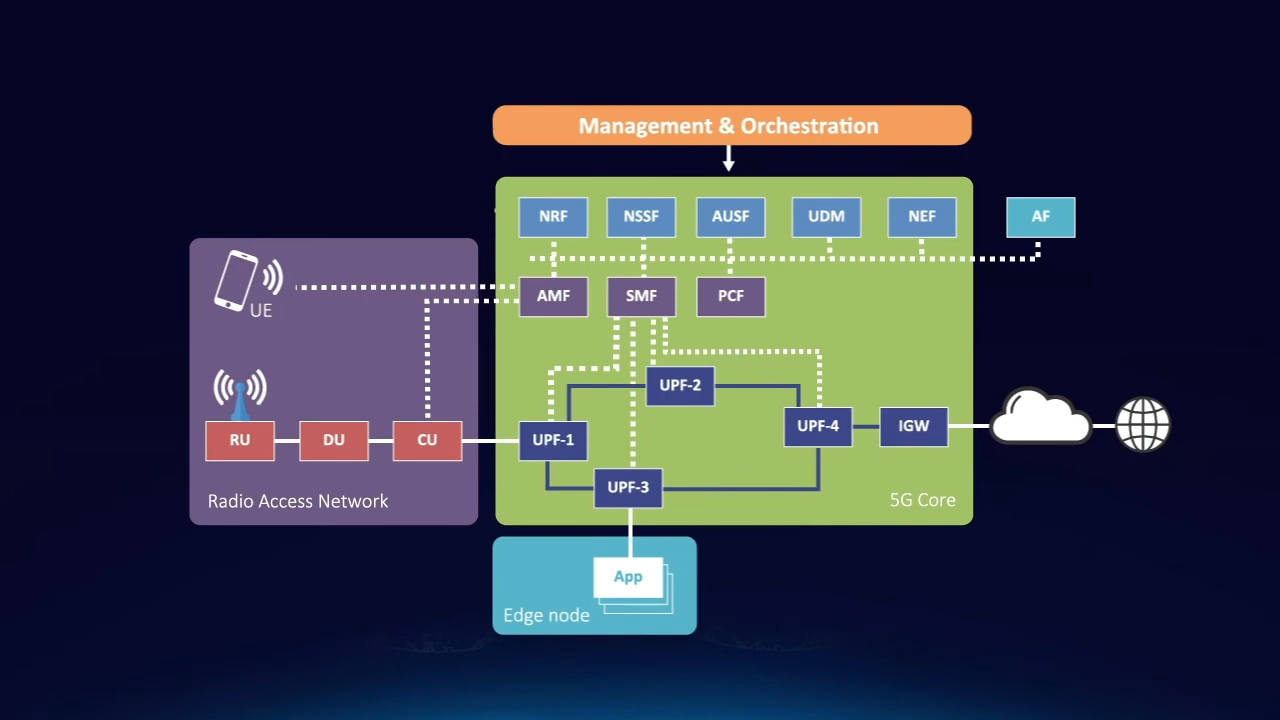 Management & Orchestration
NRF
NSSF
AUSF
UDM
NEF
AF
UE
AMF
SMF
PCF
UPF-2
RU
DU
CU
UPF-1
UPF-4
IGW
UPF-3
Radio Access Network
5G Core
App
Edge node